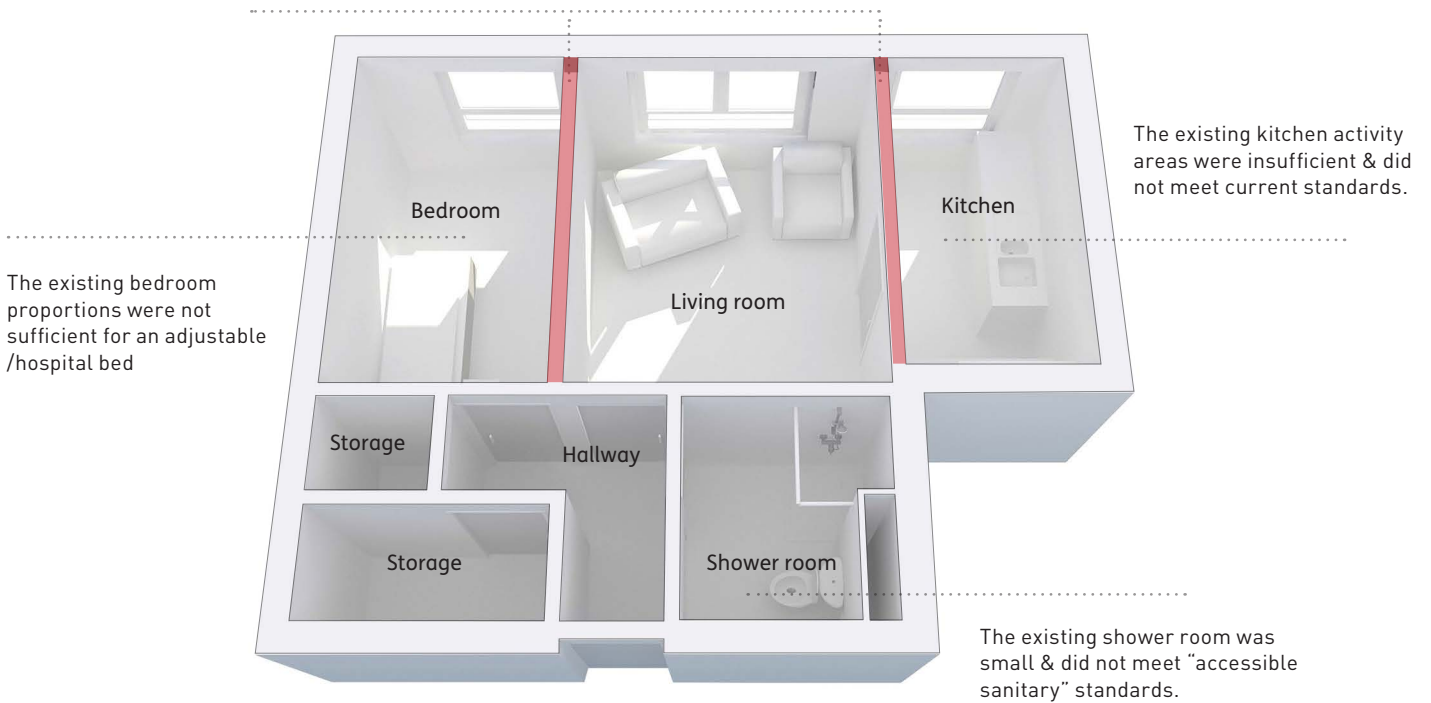 The existing kitchen activity
areas were insufficient & did
not meet current standards.
Bedroom
Kitchen
The existing bedroom
proportions were not
sufficient for an adjustable
/hospital bed
Living room
Storage
Hallway
Storage
Shower room
The existing shower room was
small & did not meet “accessible
sanitary” standards.